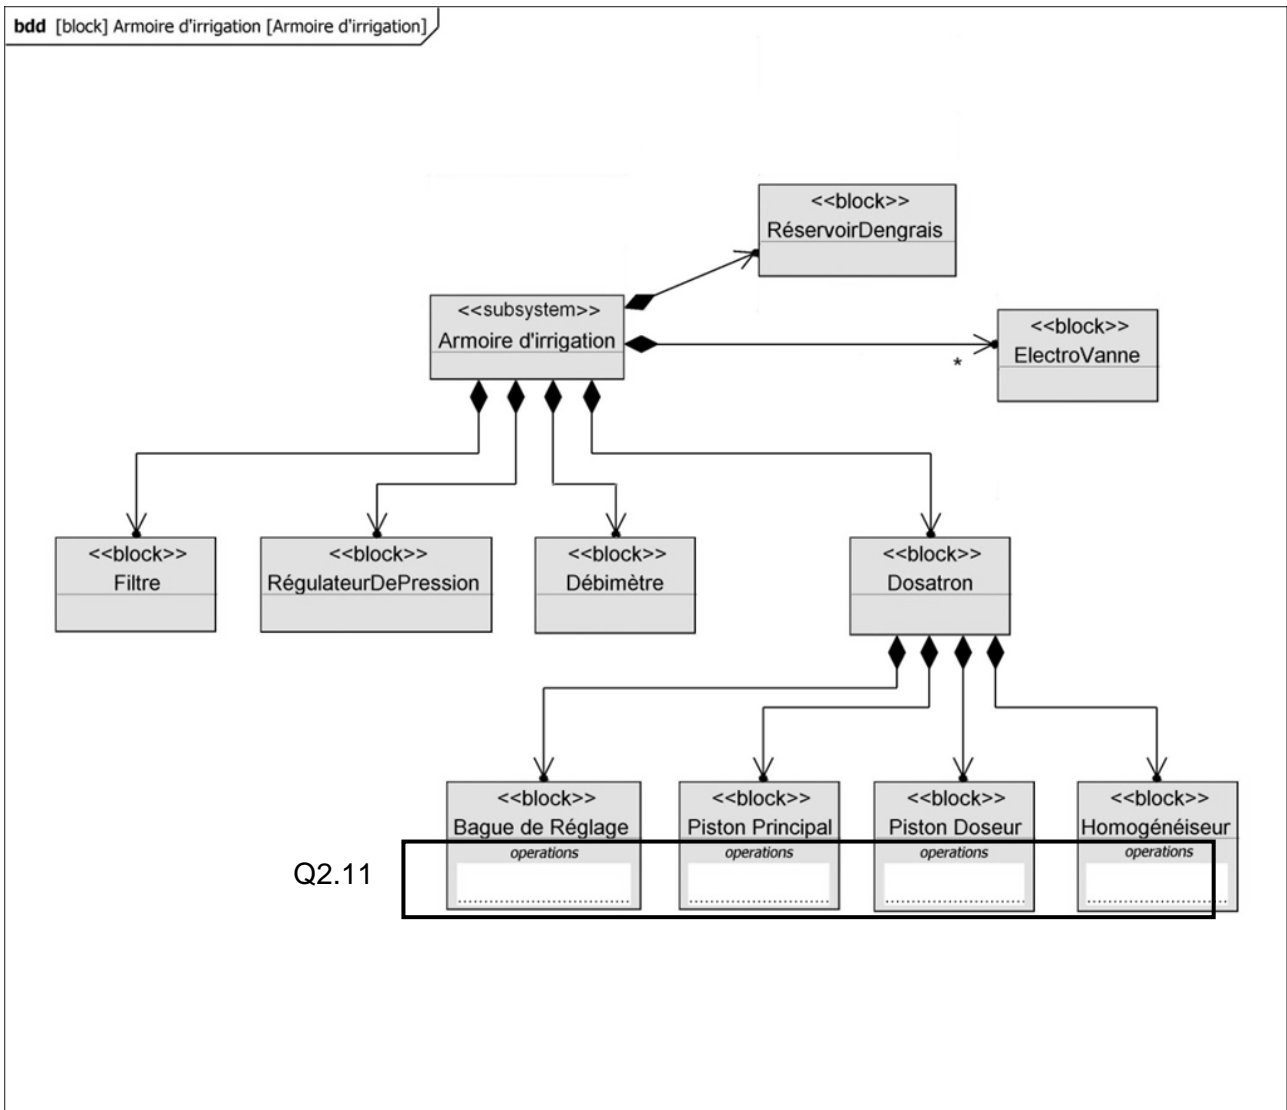 bdd [block] Armoire d'irrigation [Armoire d'irrigation]
<<block>>
RéservoirDengrais
<<subsystem>>
Armoire d'irrigation
<<block>>
ElectroVanne
*
<<block>>
Filtre
<<block>>
RégulateurDePression
<<block>>
Débimètre
<<block>>
Dosatron
<<block>>
Bague de Réglage
operations
<<block>>
Piston Principal
operations
<<block>>
Piston Doseur
operations
<<block>>
Homogénéiseur
operations
Q2.11